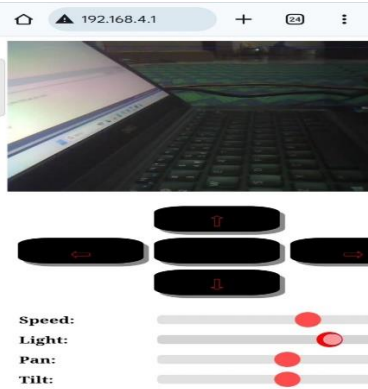 192.168.4.1
24
⇧
⇦
⇨
⇩
Speed:
Light:
Pan:
Tilt: